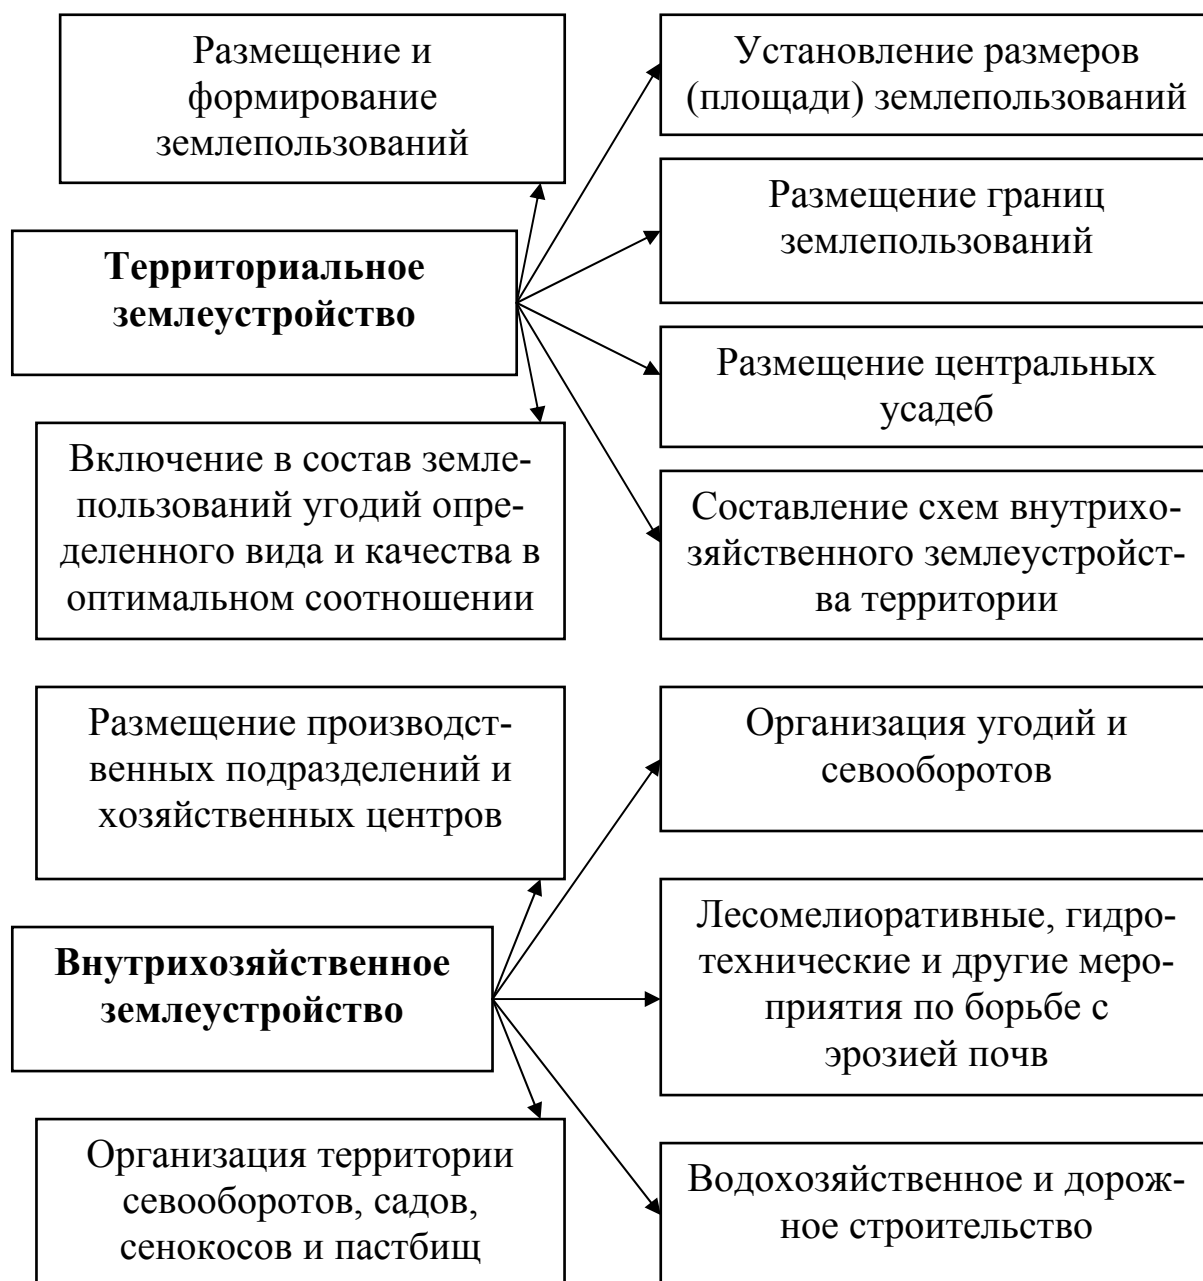 Размещение и
формирование
землепользований
Установление размеров
(площади) землепользований
Размещение границ
землепользований
Территориальное
землеустройство
Размещение центральных
усадеб
Включение в состав земле-
пользований угодий опре-
деленного вида и качества в
оптимальном соотношении
Составление схем внутрихо-
зяйственного землеустройст-
ва территории
Размещение производст-
венных подразделений и
хозяйственных центров
Организация угодий и
севооборотов
Внутрихозяйственное
землеустройство
Лесомелиоративные, гидро-
технические и другие меро-
приятия по борьбе с
эрозией почв
Организация территории
севооборотов, садов,
сенокосов и пастбищ
Водохозяйственное и дорож-
ное строительство